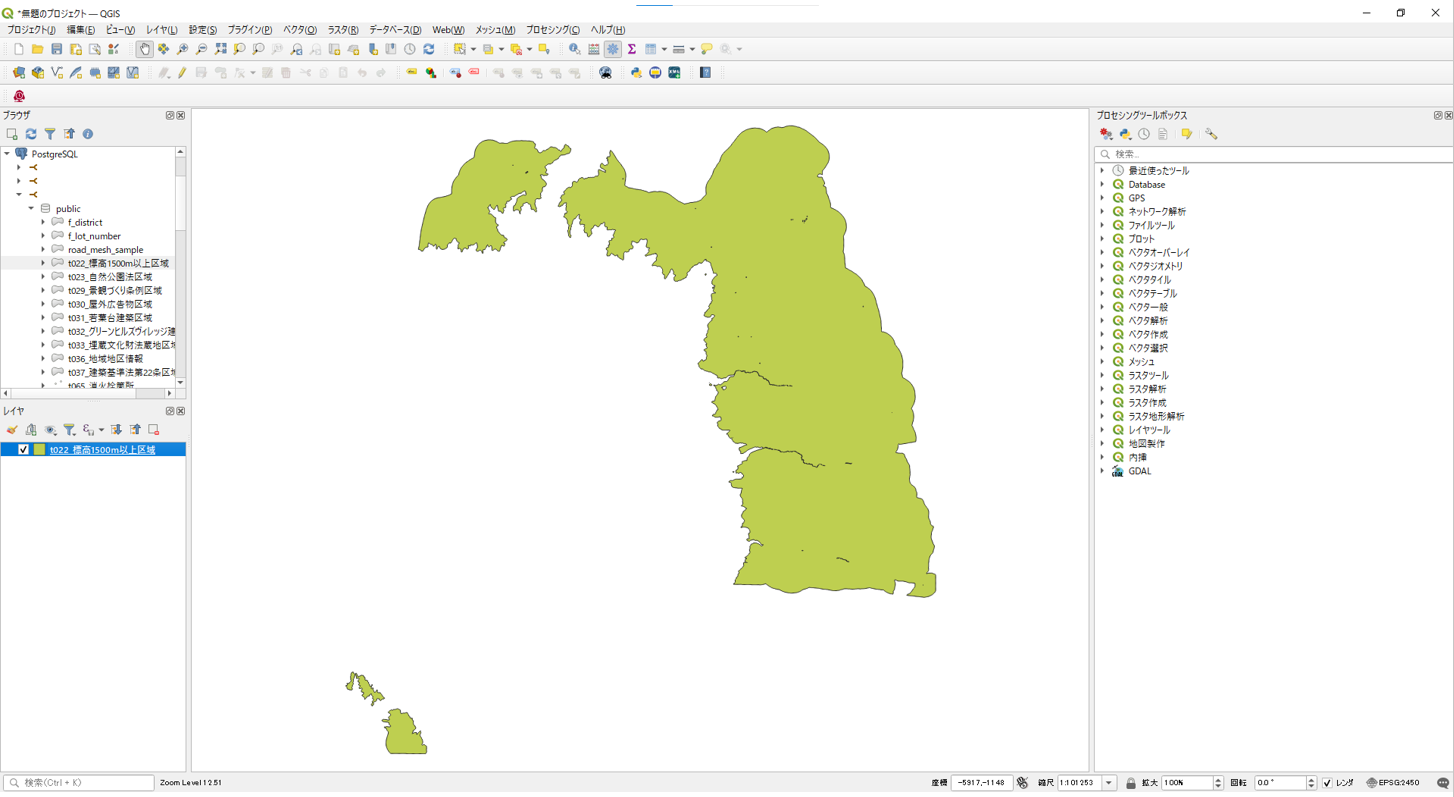 *無題のプロジェクト — QGIS
プロジェクト(J) 編集(E) ビュー(V) レイヤ(L) 設定(S) プラグイン(P) ベクタ(O) ラスタ(R) データベース(D) Web(W) メッシュ(M) プロセシング(C) ヘルプ(H)
ブラウザ
PostgreSQL
public
f_district
f_lot_number
road_mesh_sample
t022_標高1500m以上区域
t023_自然公園法区域
t029_景観づくり条例区域
t030_屋外広告物区域
t031_若葉台建築区域
t032_グリーンヒルズヴィレッジ建
t033_埋蔵文化財法蔵地区域
t036_地域地区情報
t037_建築基準法第22条区域
t065_消火栓箇所
レイヤ
t022_標高1500m以上区域
プロセシングツールボックス
検索...
最近使ったツール
Database
GPS
ネットワーク解析
ファイルツール
プロット
ベクタオーバーレイ
ベクタジオメトリ
ベクタタイル
ベクタテーブル
ベクタ一般
ベクタ解析
ベクタ作成
ベクタ選択
メッシュ
ラスタツール
ラスタ解析
ラスタ作成
ラスタ地形解析
レイヤツール
地図製作
内挿
GDAL
検索(Ctrl + K) Zoom Level 12.51 座標 -5917,-1148 縮尺 1:101253 拡大 100% 回転 0.0 ° レンダ EPSG:2450